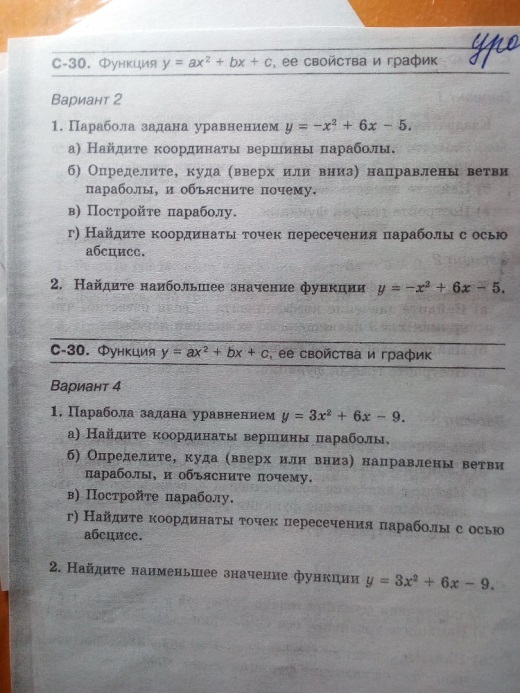 уро
С-30. Функция y = ax² + bx + c, ее свойства и график
Вариант 2
1. Парабола задана уравнением y = −x² + 6x − 5.
а) Найдите координаты вершины параболы.
б) Определите, куда (вверх или вниз) направлены ветви
параболы, и объясните почему.
в) Постройте параболу.
г) Найдите координаты точек пересечения параболы с осью
абсцисс.
2. Найдите наибольшее значение функции y = −x² + 6x − 5.
С-30. Функция y = ax² + bx + c, ее свойства и график
Вариант 4
1. Парабола задана уравнением y = 3x² + 6x − 9.
а) Найдите координаты вершины параболы.
б) Определите, куда (вверх или вниз) направлены ветви
параболы, и объясните почему.
в) Постройте параболу.
г) Найдите координаты точек пересечения параболы с осью
абсцисс.
2. Найдите наименьшее значение функции y = 3x² + 6x − 9.